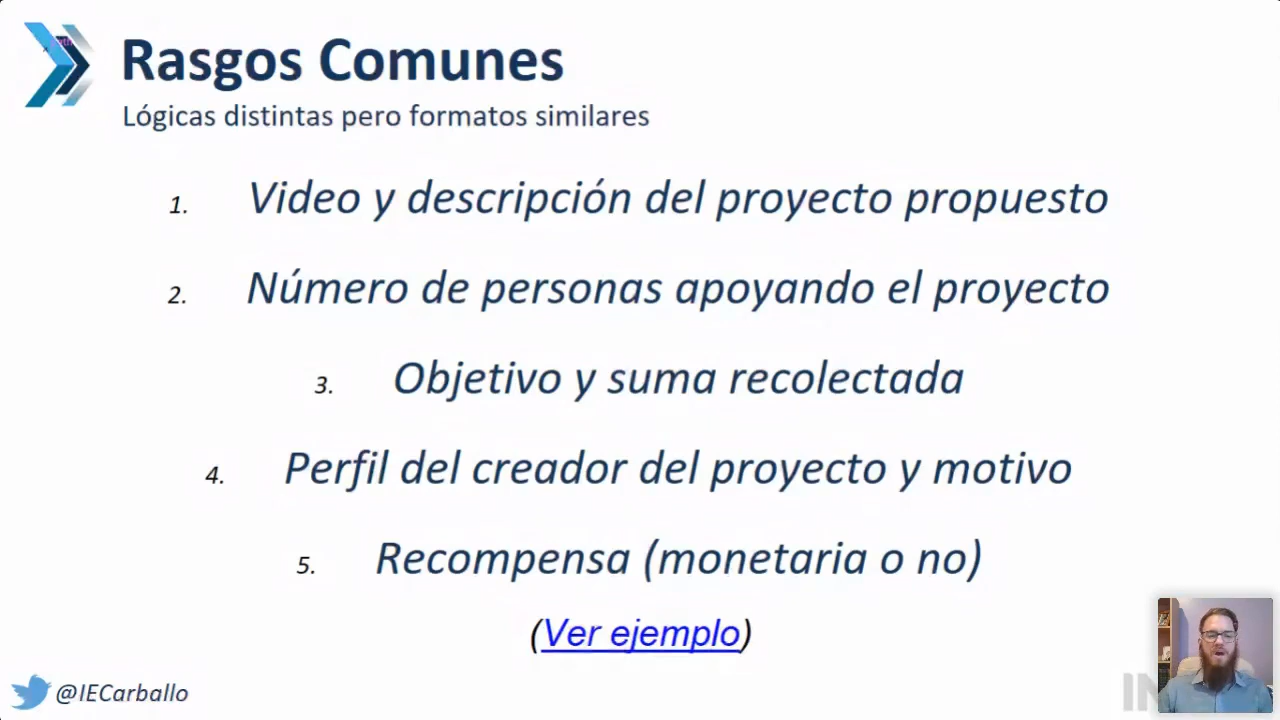 Rasgos Comunes
Lógicas distintas pero formatos similares
1. Video y descripción del proyecto propuesto
2. Número de personas apoyando el proyecto
3. Objetivo y suma recolectada
4. Perfil del creador del proyecto y motivo
5. Recompensa (monetaria o no)
(Ver ejemplo)
@IECarballo